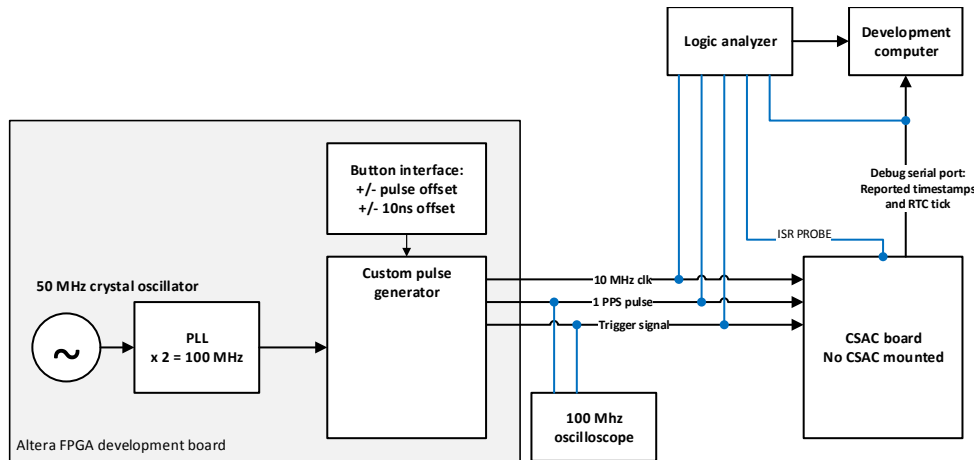 Logic analyzer
Development
computer
Button interface:
+/- pulse offset
+/- 10ns offset
Debug serial port:
Reported timestamps
and RTC tick
ISR PROBE
50 MHz crystal oscillator
Custom pulse
generator
10 MHz clk
1 PPS pulse
Trigger signal
~
PLL
x 2 = 100 MHz
CSAC board
No CSAC mounted
100 Mhz
oscilloscope
Altera FPGA development board